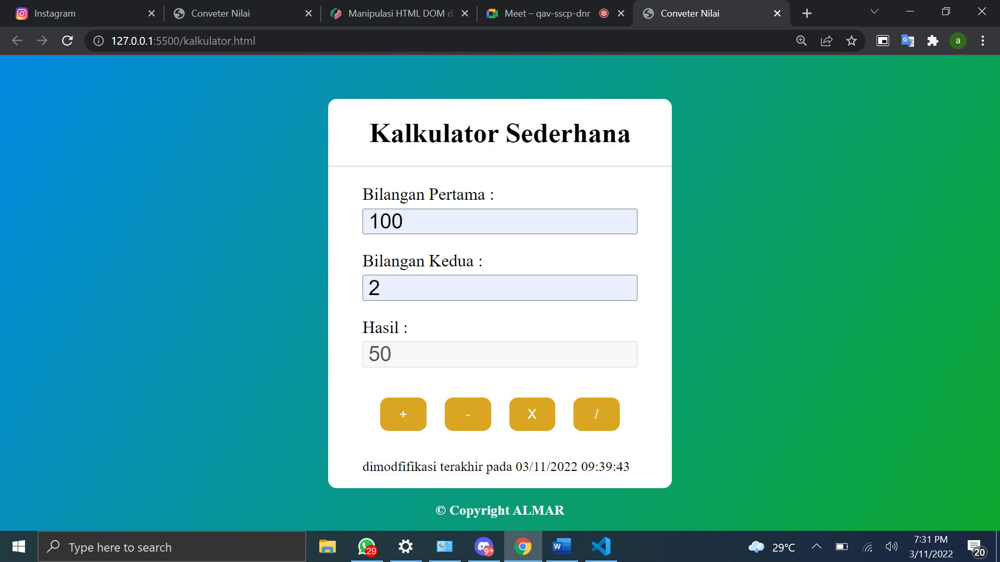 Instagram
Conveter Nilai
Manipulasi HTML DOM d
Meet – qav-sscp-dnr
Conveter Nilai
127.0.0.1:5500/kalkulator.html
a
Kalkulator Sederhana
Bilangan Pertama :
100
Bilangan Kedua :
2
Hasil :
50
+ - X /
dimodfifikasi terakhir pada 03/11/2022 09:39:43
© Copyright ALMAR
Type here to search
29
9+
W
29°C
7:31 PM
3/11/2022
20